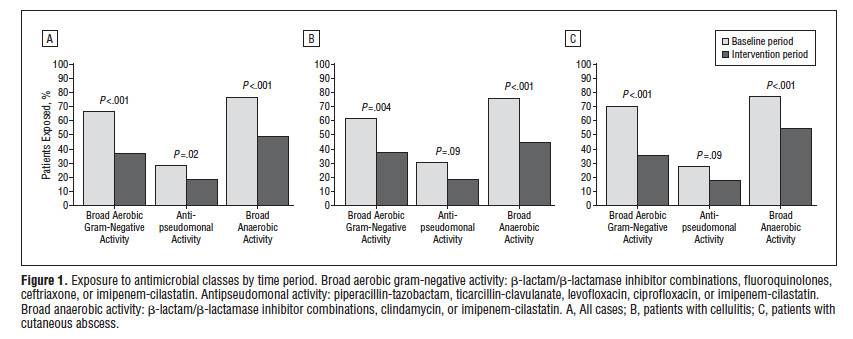 A
B
C
Baseline period
Intervention period
Patients Exposed, %
100
90
80
70
60
50
40
30
20
10
0
P<.001
P=.02
P<.001
Broad Aerobic
Gram-Negative
Activity
Anti-
pseudomonal
Activity
Broad
Anaerobic
Activity
100
90
80
70
60
50
40
30
20
10
0
P=.004
P=.09
P<.001
Broad Aerobic
Gram-Negative
Activity
Anti-
pseudomonal
Activity
Broad
Anaerobic
Activity
100
90
80
70
60
50
40
30
20
10
0
P<.001
P=.09
P<.001
Broad Aerobic
Gram-Negative
Activity
Anti-
pseudomonal
Activity
Broad
Anaerobic
Activity
Figure 1. Exposure to antimicrobial classes by time period. Broad aerobic gram-negative activity: β-lactam/β-lactamase inhibitor combinations, fluoroquinolones,
ceftriaxone, or imipenem-cilastatin. Antipseudomonal activity: piperacillin-tazobactam, ticarcillin-clavulanate, levofloxacin, ciprofloxacin, or imipenem-cilastatin.
Broad anaerobic activity: β-lactam/β-lactamase inhibitor combinations, clindamycin, or imipenem-cilastatin. A, All cases; B, patients with cellulitis; C, patients with
cutaneous abscess.